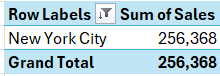 Row Labels Sum of Sales
New York City 256,368
Grand Total 256,368